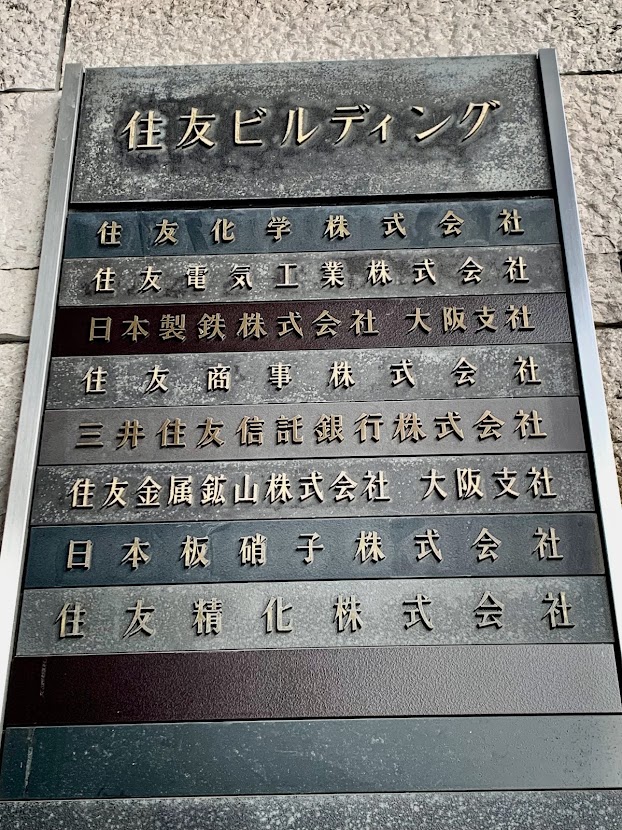 住友ビルディング
住友化学株式会社
住友電気工業株式会社
日本製鉄株式会社 大阪支社
住友商事株式会社
三井住友信託銀行株式会社
住友金属鉱山株式会社 大阪支社
日本板硝子株式会社
住友精化株式会社